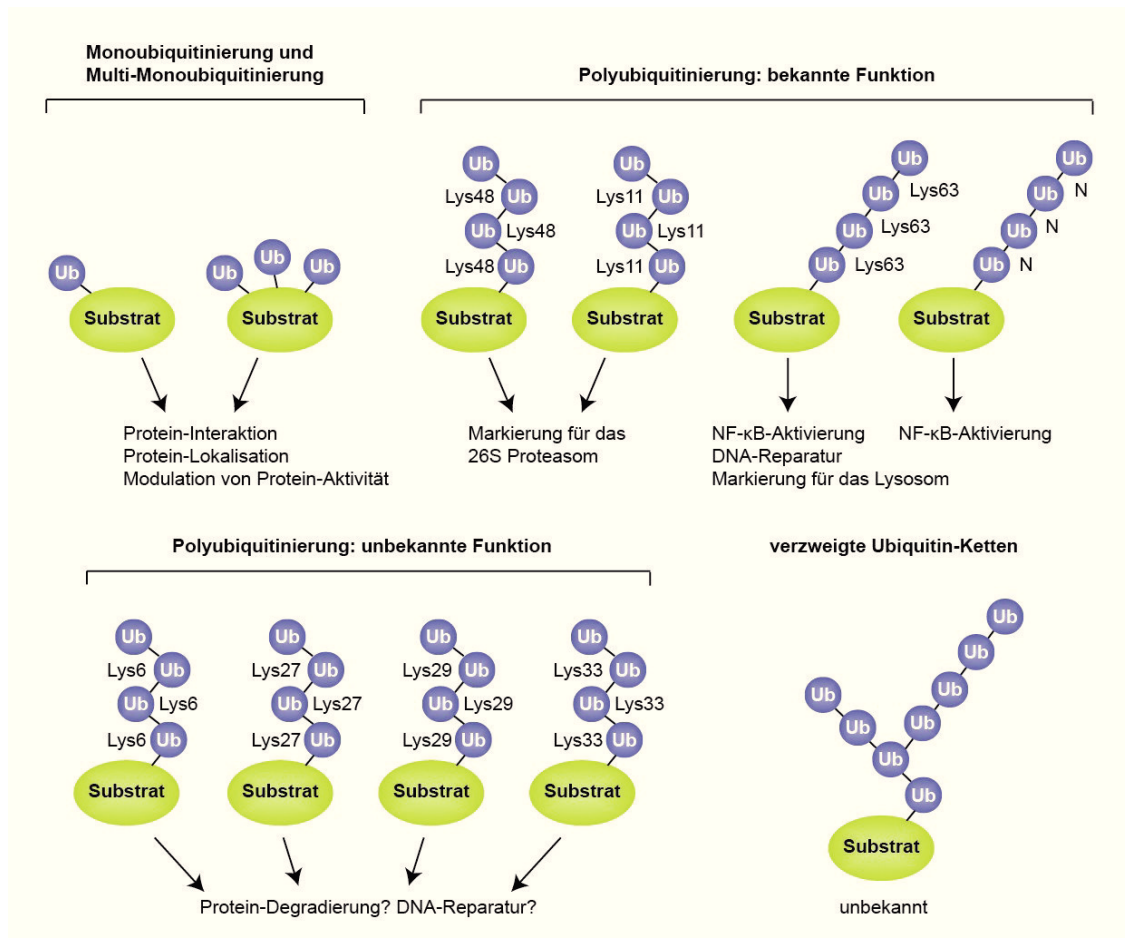 Monoubiquitinierung und
Multi-Monoubiquitinierung
Polyubiquitinierung: bekannte Funktion
Ub
Ub
Ub
Ub
Substrat
Substrat
Protein-Interaktion
Protein-Lokalisation
Modulation von Protein-Aktivität
Ub
Lys48 Ub
Ub Lys48
Lys48 Ub
Substrat
Ub
Lys11 Ub
Ub Lys11
Lys11 Ub
Substrat
Markierung für das
26S Proteasom
Ub
Ub Lys63
Ub Lys63
Ub Lys63
Substrat
NF-κB-Aktivierung
DNA-Reparatur
Markierung für das Lysosom
Ub
Ub N
Ub N
Ub N
Substrat
NF-κB-Aktivierung
Polyubiquitinierung: unbekannte Funktion
Ub
Lys6 Ub
Ub Lys6
Lys6 Ub
Substrat
Ub
Lys27 Ub
Ub Lys27
Lys27 Ub
Substrat
Ub
Lys29 Ub
Ub Lys29
Lys29 Ub
Substrat
Ub
Lys33 Ub
Ub Lys33
Lys33 Ub
Substrat
Protein-Degradierung? DNA-Reparatur?
verzweigte Ubiquitin-Ketten
Ub
Ub
Ub Ub
Ub Ub
Ub
Ub
Substrat
unbekannt